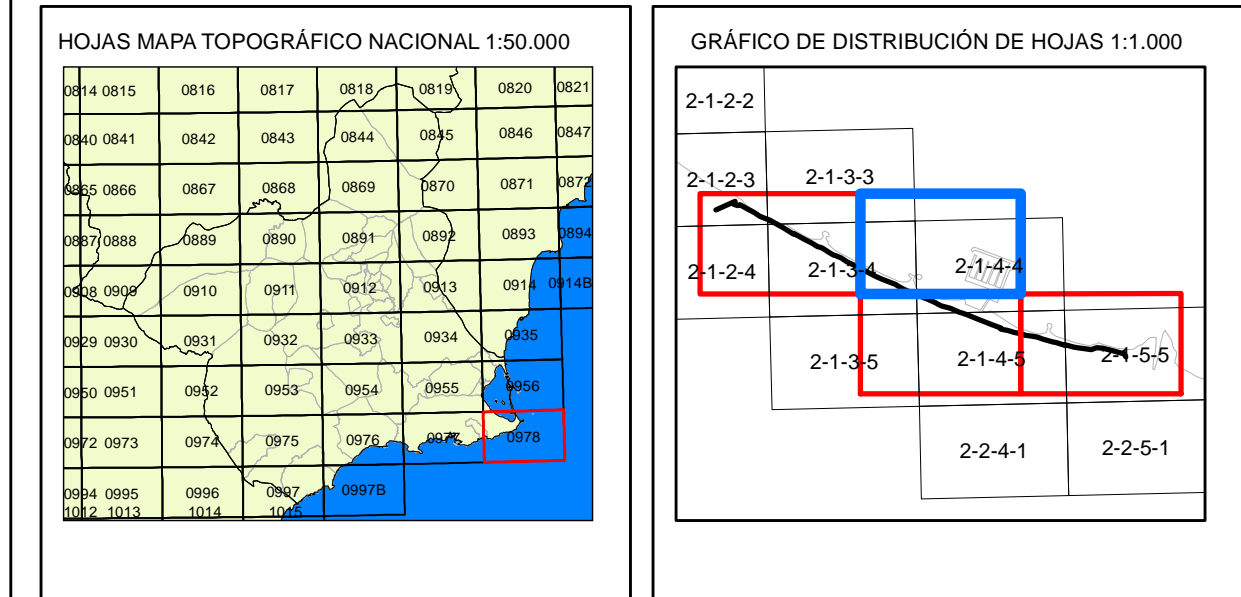 HOJAS MAPA TOPOGRÁFICO NACIONAL 1:50.000
0814 0815 0816 0817 0818 0819 0820 0821
0840 0841 0842 0843 0844 0845 0846 0847
0865 0866 0867 0868 0869 0870 0871 0872
0887 0888 0889 0890 0891 0892 0893 0894
0908 0909 0910 0911 0912 0913 0914 0914B
0929 0930 0931 0932 0933 0934 0935
0950 0951 0952 0953 0954 0955 0956
0972 0973 0974 0975 0976 0977 0978
0994 0995 0996 0997 0997B
1012 1013 1014 1015
GRÁFICO DE DISTRIBUCIÓN DE HOJAS 1:1.000
2-1-2-2
2-1-2-3 2-1-3-3
2-1-2-4 2-1-3-4 2-1-4-4
2-1-3-5 2-1-4-5 2-1-5-5
2-2-4-1 2-2-5-1